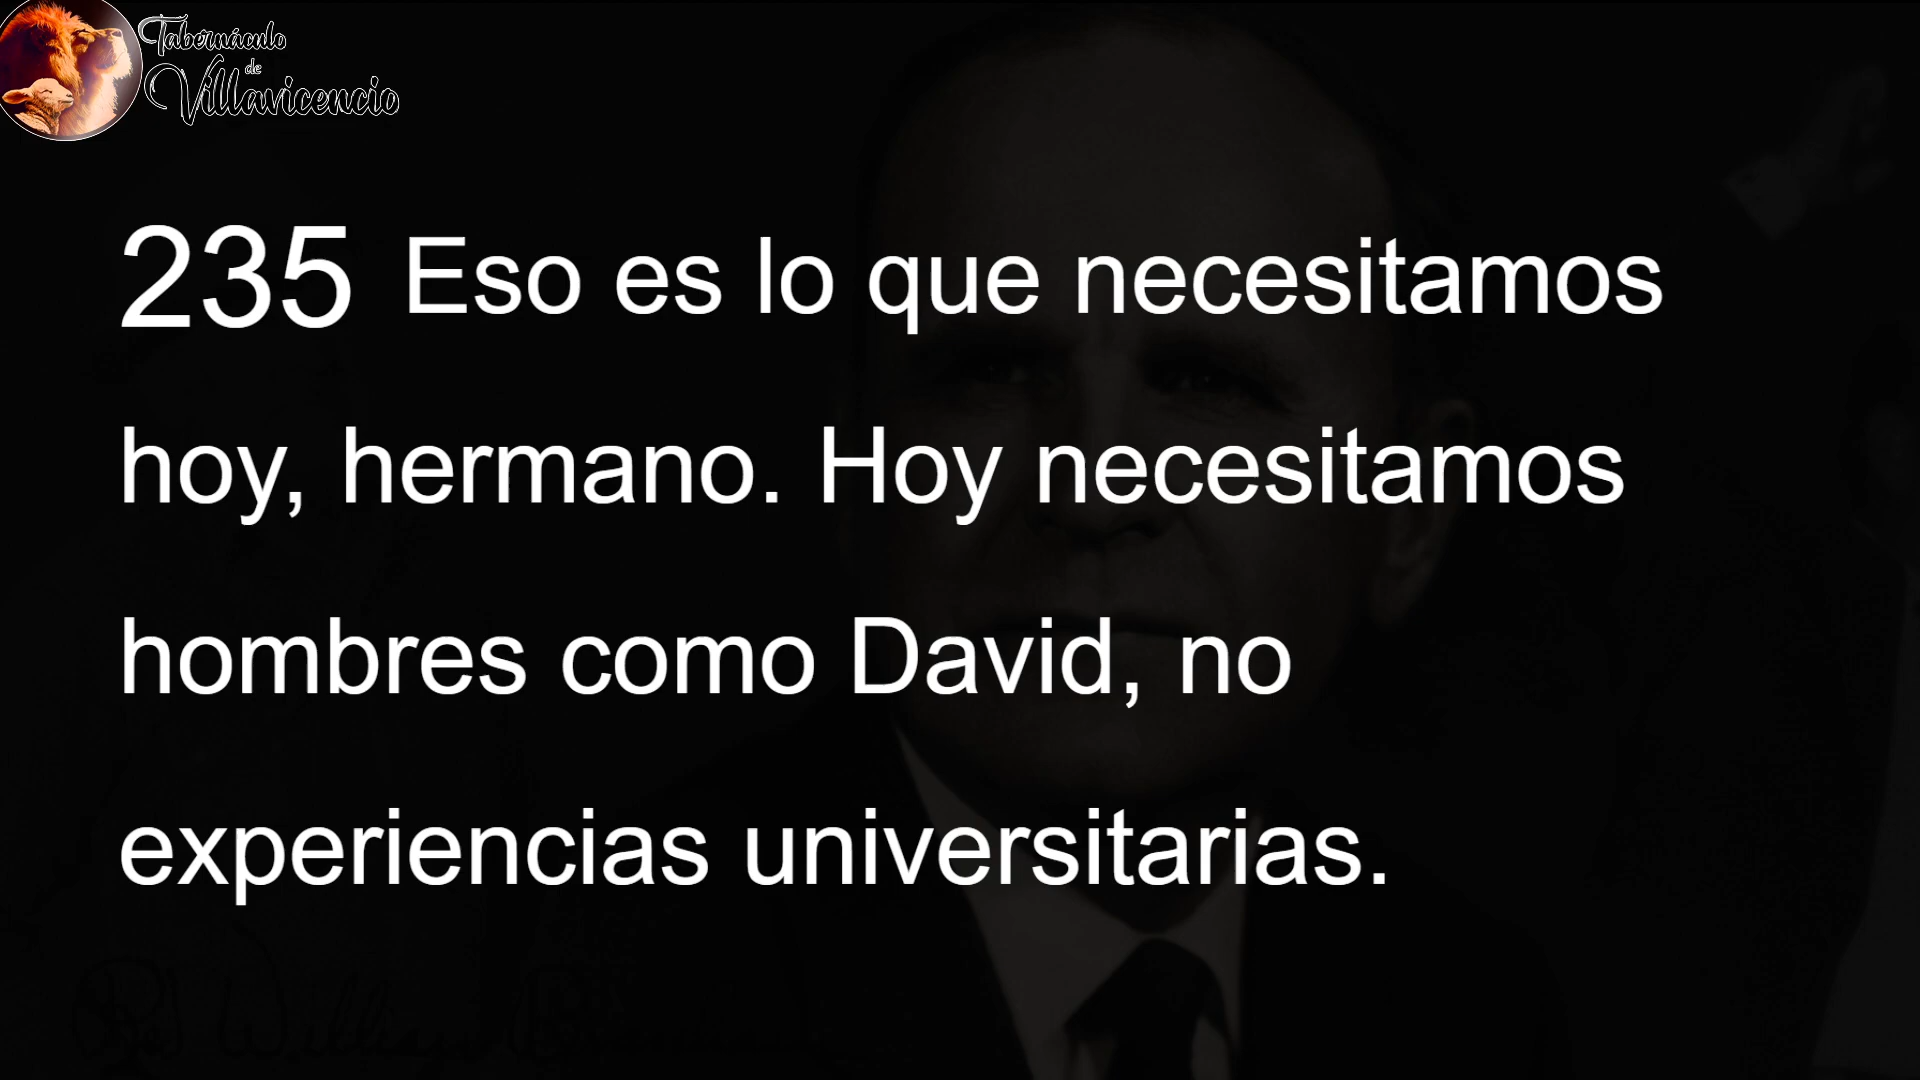 Tabernáculo
de
Villavicencio
235 Eso es lo que necesitamos
hoy, hermano. Hoy necesitamos
hombres como David, no
experiencias universitarias.